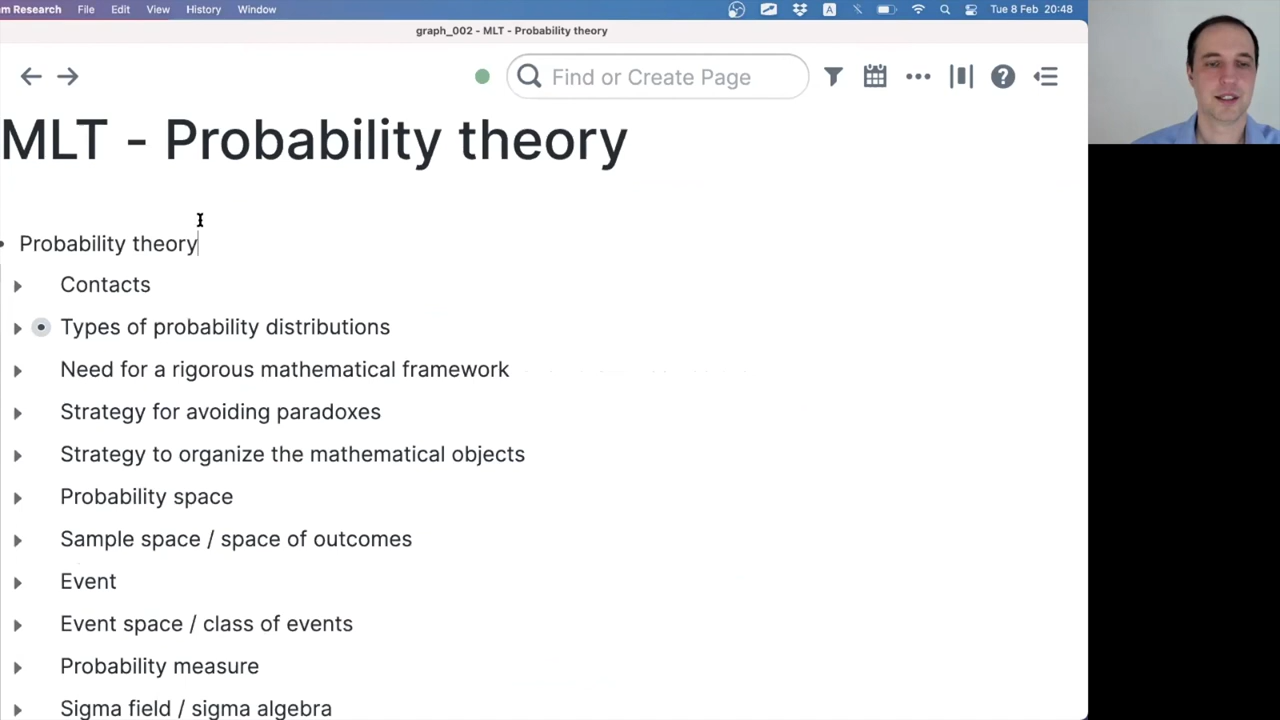 m Research File Edit View History Window A Tue 8 Feb 20:48
graph_002 - MLT - Probability theory
Find or Create Page
MLT - Probability theory
Probability theory
Contacts
Types of probability distributions
Need for a rigorous mathematical framework
Strategy for avoiding paradoxes
Strategy to organize the mathematical objects
Probability space
Sample space / space of outcomes
Event
Event space / class of events
Probability measure
Sigma field / sigma algebra